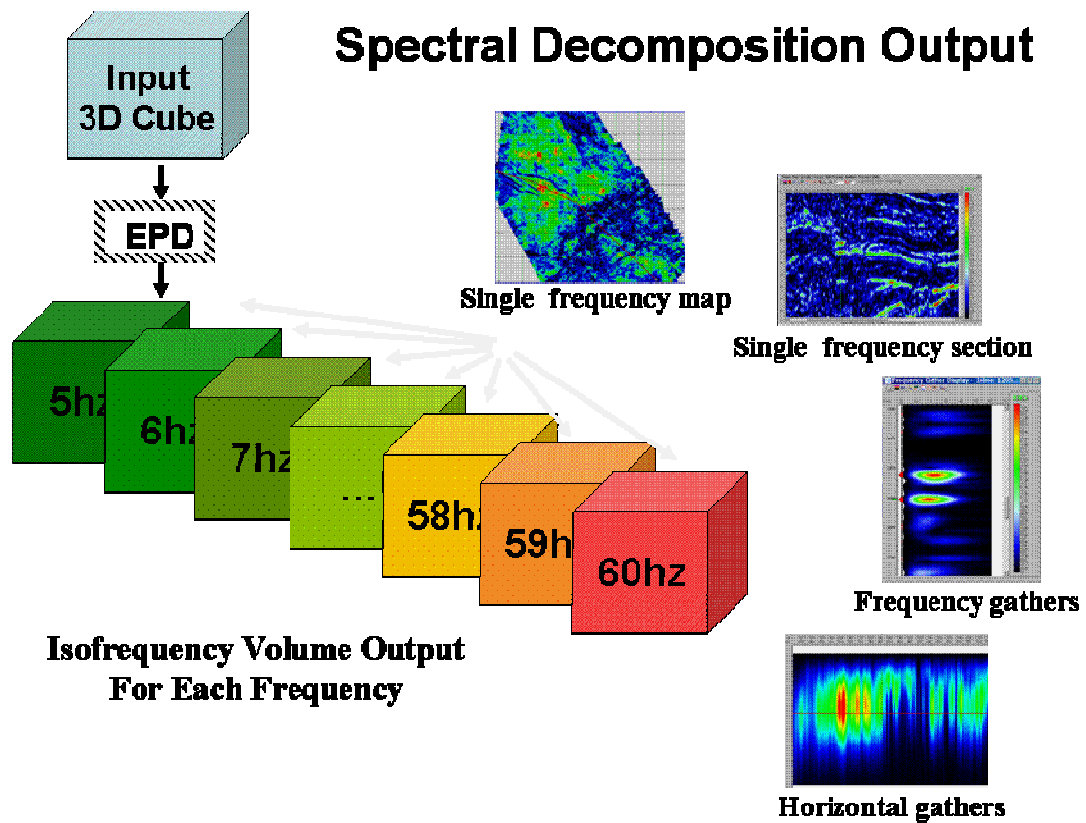 Spectral Decomposition Output
Input
3D Cube
EPD
Single frequency map
Single frequency section
5hz
6hz
7hz
...
58hz
59h
60hz
Frequency gathers
Isofrequency Volume Output
For Each Frequency
Horizontal gathers